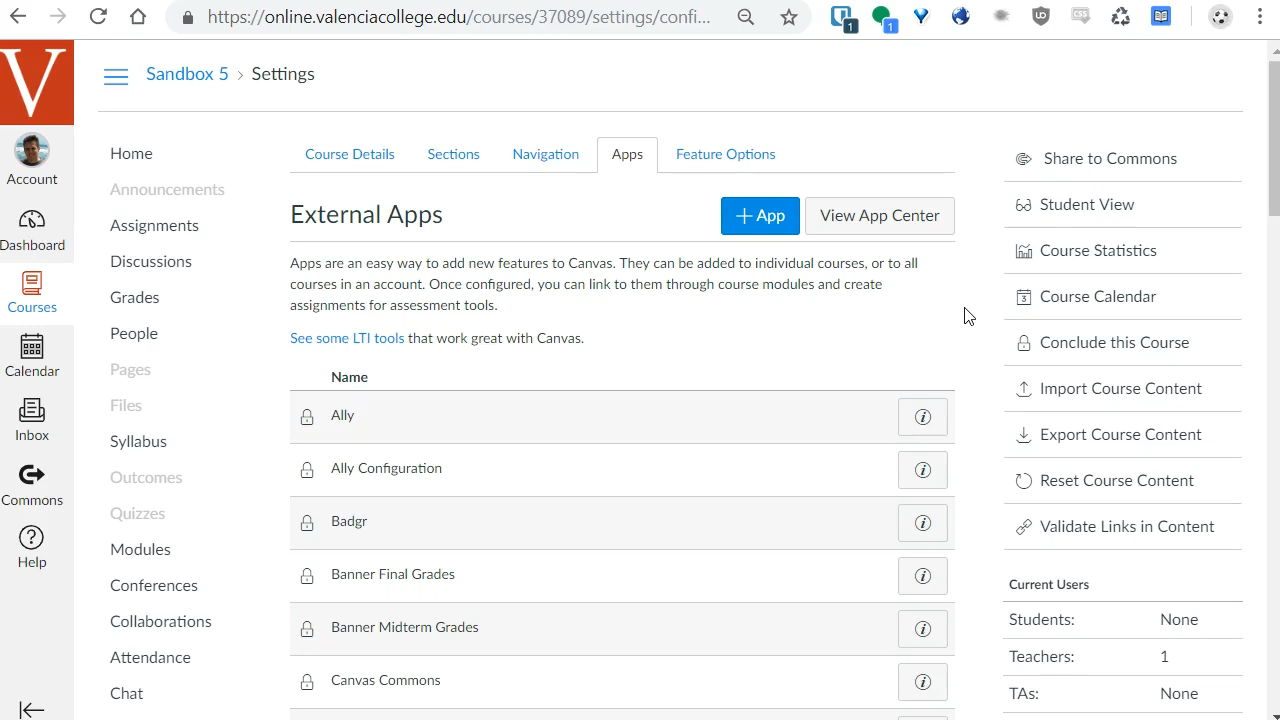 https://online.valenciacollege.edu/courses/37089/settings/confi...
1
1
UD
CSS
V
Sandbox 5 › Settings
Account
Dashboard
Courses
Calendar
Inbox
Commons
Help
Home
Announcements
Assignments
Discussions
Grades
People
Pages
Files
Syllabus
Outcomes
Quizzes
Modules
Conferences
Collaborations
Attendance
Chat
Course Details
Sections
Navigation
Apps
Feature Options
External Apps
+ App
View App Center
Apps are an easy way to add new features to Canvas. They can be added to individual courses, or to all
courses in an account. Once configured, you can link to them through course modules and create
assignments for assessment tools.
See some LTI tools that work great with Canvas.
Name
Ally
Ally Configuration
Badgr
Banner Final Grades
Banner Midterm Grades
Canvas Commons
Share to Commons
Student View
Course Statistics
Course Calendar
Conclude this Course
Import Course Content
Export Course Content
Reset Course Content
Validate Links in Content
Current Users
Students: None
Teachers: 1
TAs: None